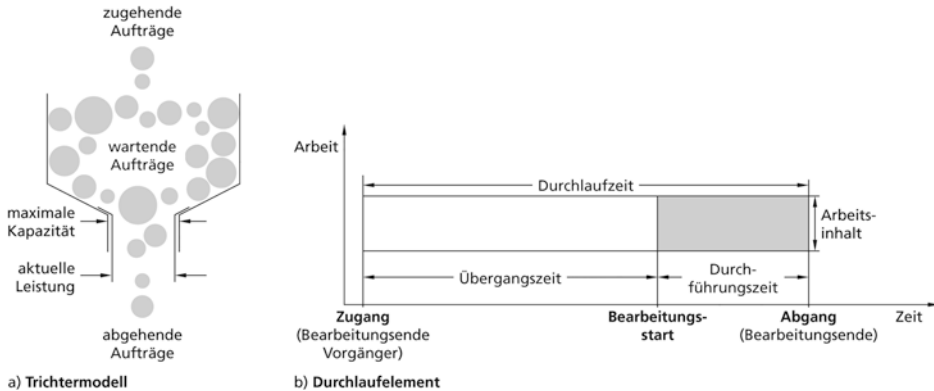 zugehende
Aufträge
wartende
Aufträge
maximale
Kapazität
aktuelle
Leistung
abgehende
Aufträge
a) Trichtermodell
Arbeit
Durchlaufzeit
Arbeits-
inhalt
Übergangszeit
Durch-
führungszeit
Zugang
(Bearbeitungsende
Vorgänger)
Bearbeitungs-
start
Abgang
(Bearbeitungsende)
Zeit
b) Durchlaufelement